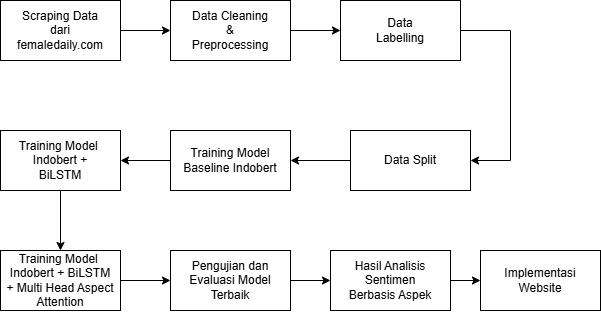 Scraping Data
dari
femaledaily.com
Data Cleaning
&
Preprocessing
Data
Labelling
Data Split
Training Model
Baseline Indobert
Training Model
Indobert +
BiLSTM
Training Model
Indobert + BiLSTM
+ Multi Head Aspect
Attention
Pengujian dan
Evaluasi Model
Terbaik
Hasil Analisis
Sentimen
Berbasis Aspek
Implementasi
Website